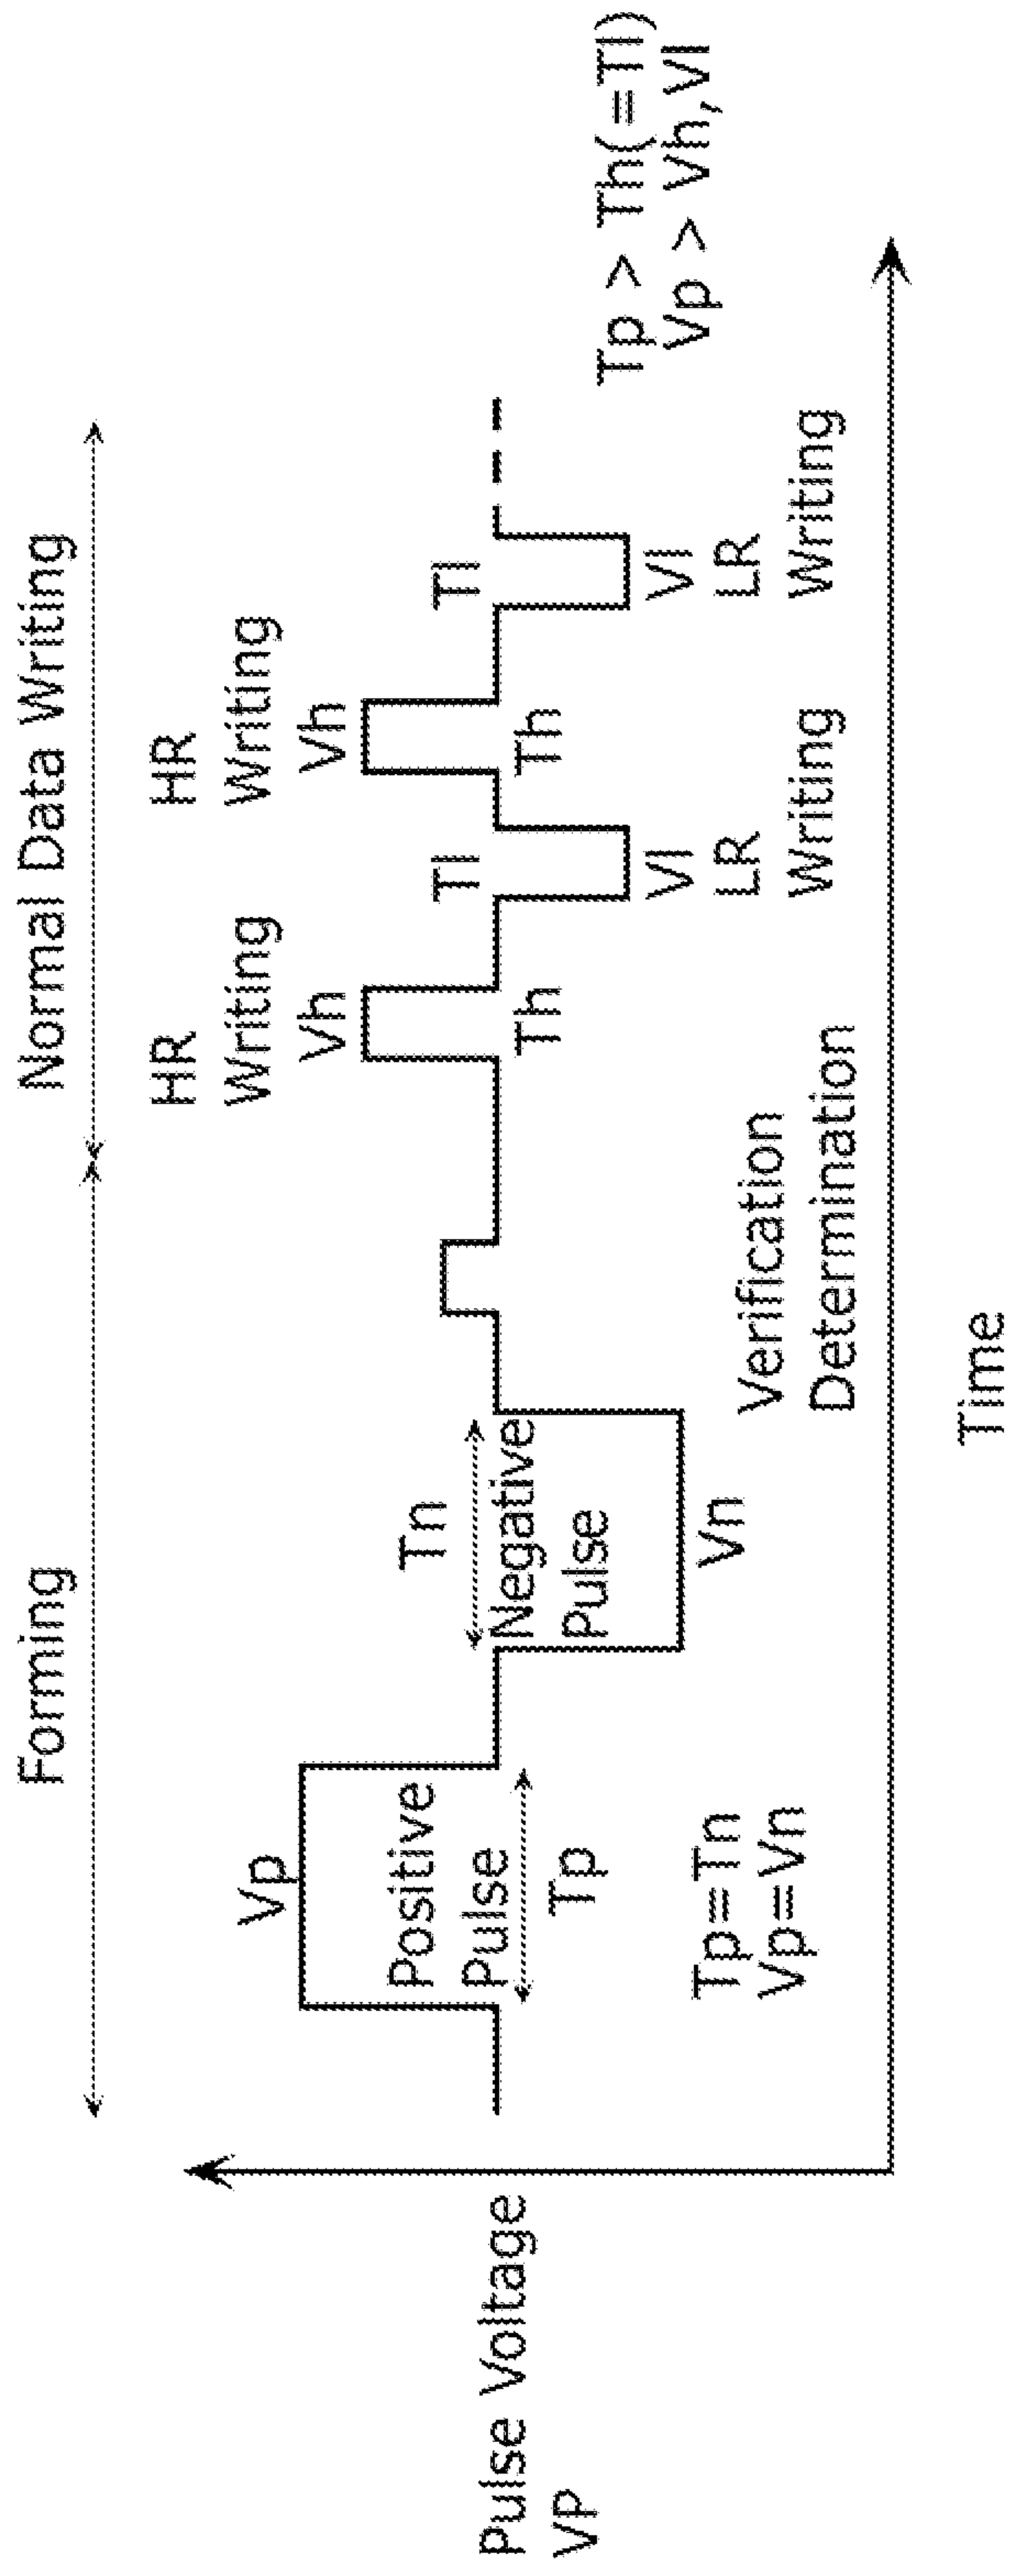 Forming
Normal Data Writing
HR
Writing
HR
Writing
Vp
Vh
Vh
Positive
Pulse
Tn
Tl
Tl
Negative
Pulse
Tp
Th
Th
Pulse Voltage
VP
Vn
Vl
LR
Writing
Vl
LR
Writing
Tp=Tn
Vp=Vn
Verification
Determination
Tp > Th(=Tl)
Vp > Vh, Vl
Time